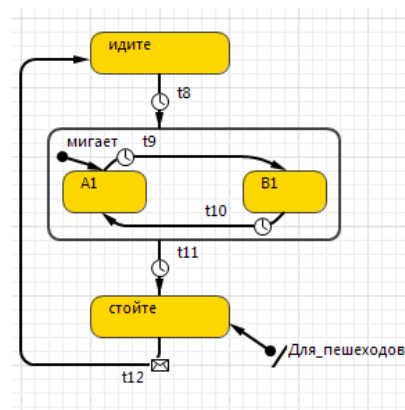 идите
t8
мигает t9
A1
B1
t10
t11
стойте
Для_пешеходов
t12